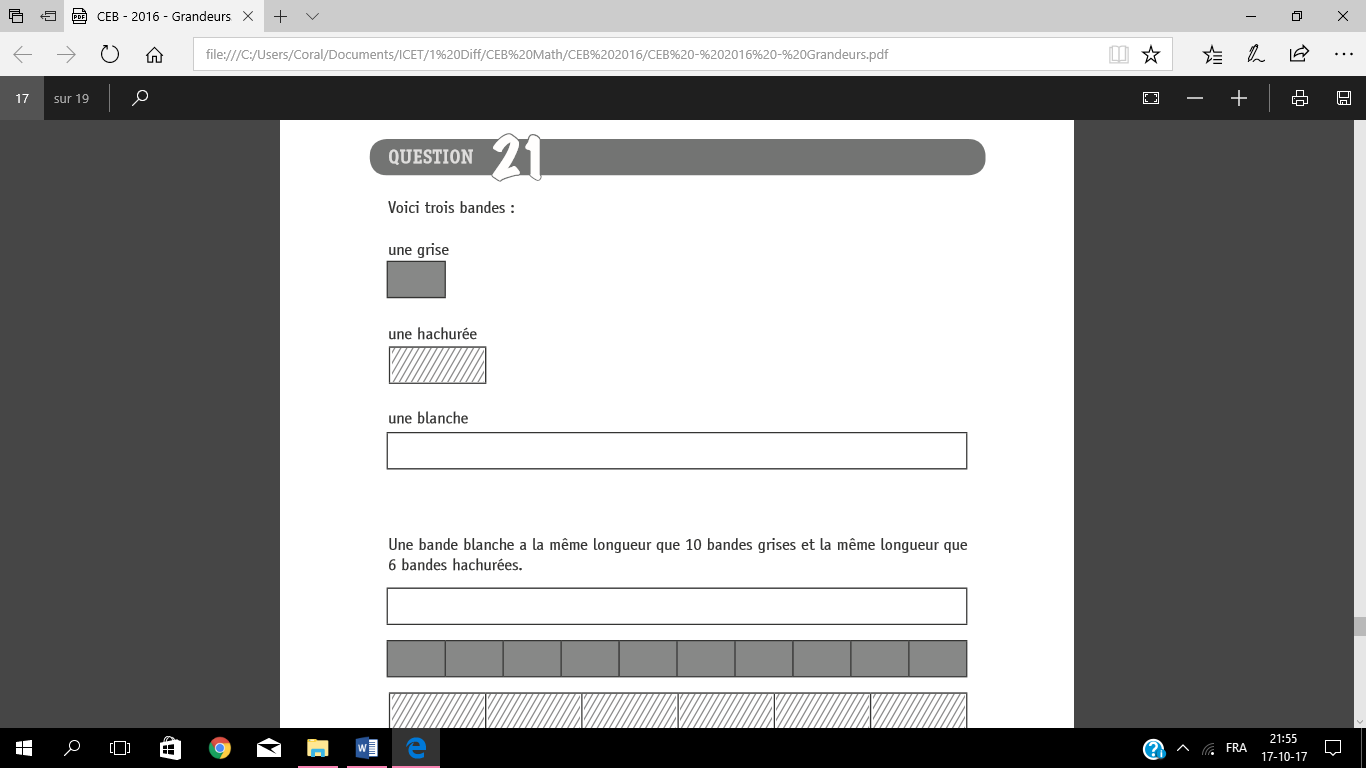 CEB - 2016 - Grandeurs
file:///C:/Users/Coral/Documents/ICET/1%20Diff/CEB%20Math/CEB%202016/CEB%20-%202016%20-%20Grandeurs.pdf
17 sur 19
QUESTION 21
Voici trois bandes :
une grise
une hachurée
une blanche
Une bande blanche a la même longueur que 10 bandes grises et la même longueur que
6 bandes hachurées.
FRA
21:55
17-10-17